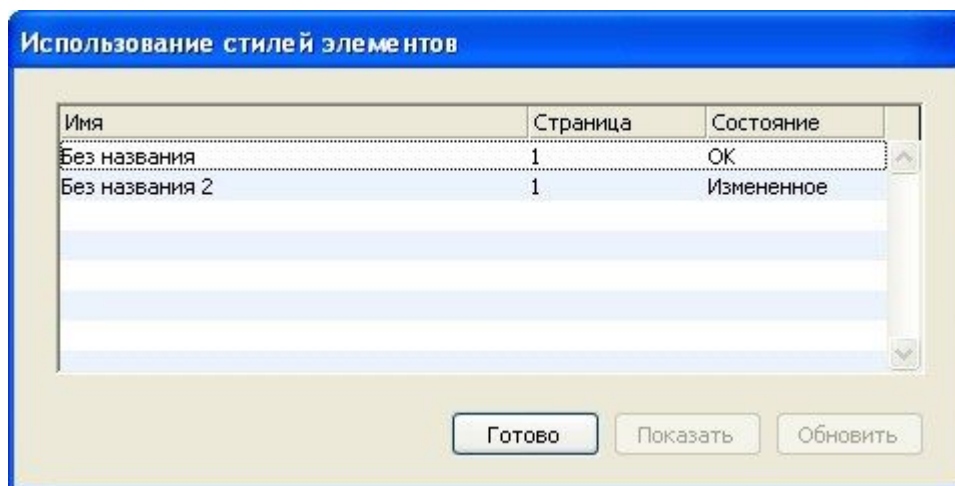 Использование стилей элементов
Имя Страница Состояние
Без названия 1 OK
Без названия 2 1 Измененное
Готово Показать Обновить